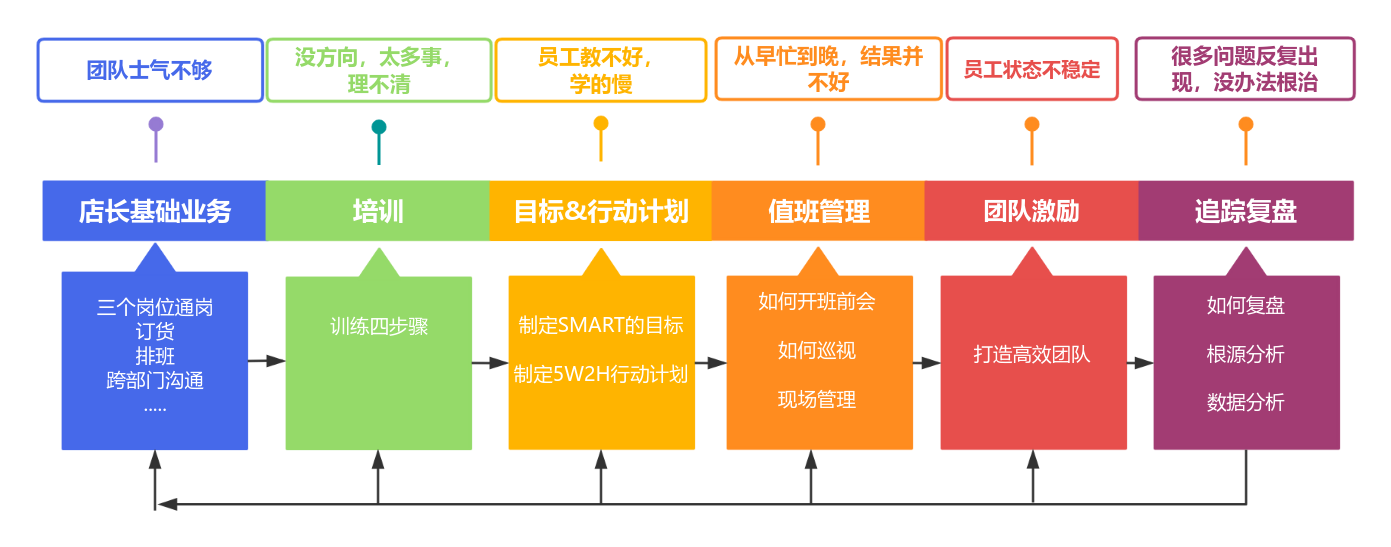 团队士气不够
没方向，太多事，
理不清
员工教不好，
学的慢
从早忙到晚，结果并
不好
员工状态不稳定
很多问题反复出
现，没办法根治
店长基础业务
培训
目标&行动计划
值班管理
团队激励
追踪复盘
三个岗位通岗
订货
排班
跨部门沟通
.....
训练四步骤
制定SMART的目标
制定5W2H行动计划
如何开班前会
如何巡视
现场管理
打造高效团队
如何复盘
根源分析
数据分析